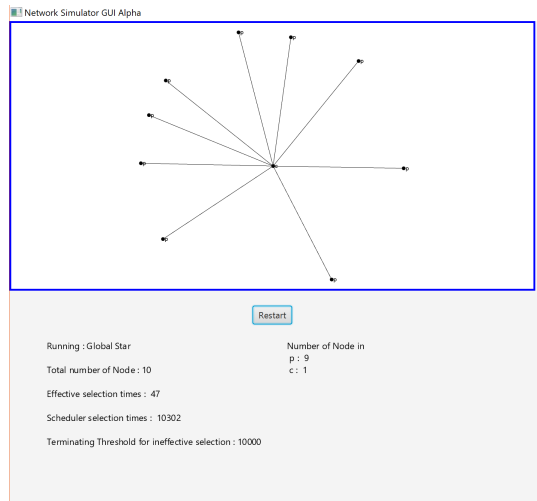 Network Simulator GUI Alpha
p
p
p
p
p
p
p
p
p
Restart
Running : Global Star
Number of Node in
p : 9
Total number of Node : 10
c : 1
Effective selection times : 47
Scheduler selection times : 10302
Terminating Threshold for ineffective selection : 10000